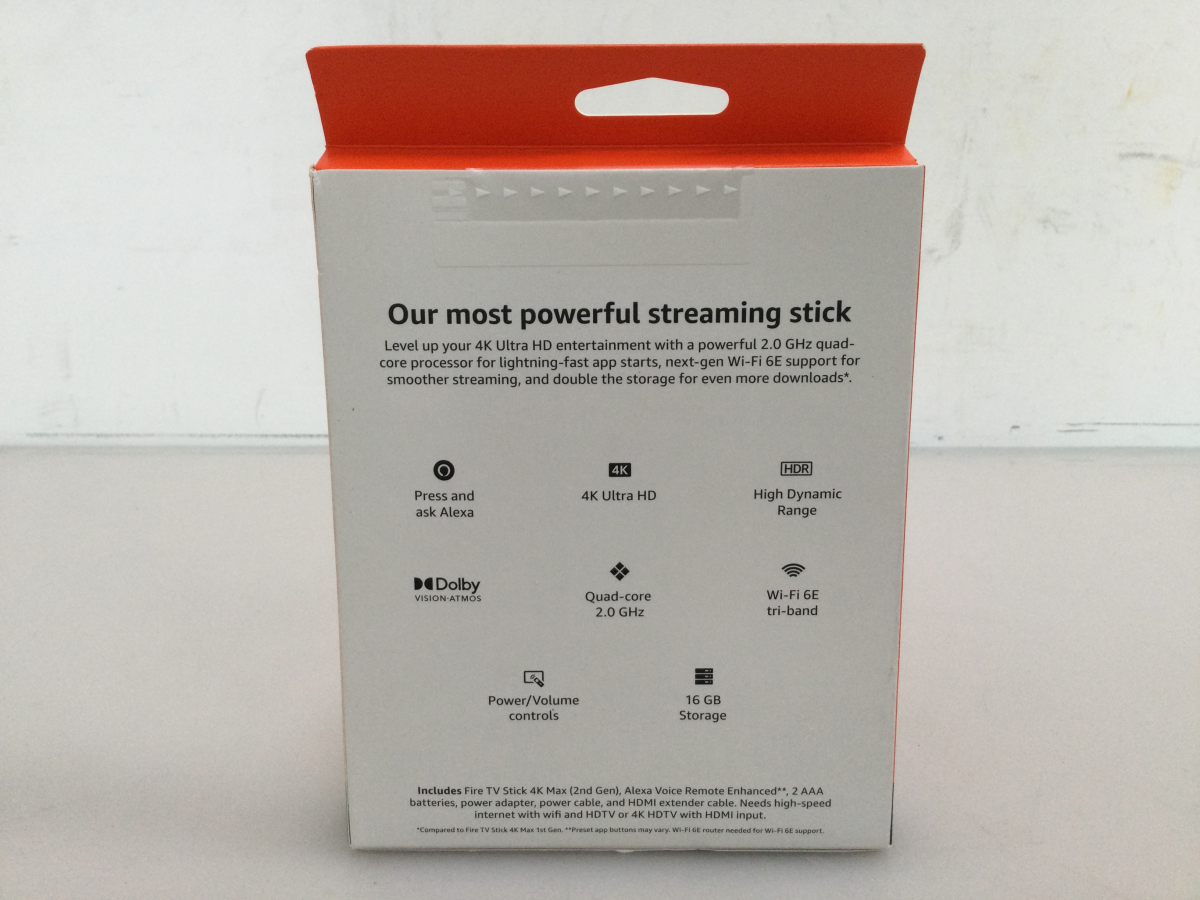 Our most powerful streaming stick
Level up your 4K Ultra HD entertainment with a powerful 2.0 GHz quad-
core processor for lightning-fast app starts, next-gen Wi-Fi 6E support for
smoother streaming, and double the storage for even more downloads*.
Press and
ask Alexa
4K
4K Ultra HD
HDR
High Dynamic
Range
Dolby
VISION·ATMOS
Quad-core
2.0 GHz
Wi-Fi 6E
tri-band
Power/Volume
controls
16 GB
Storage
Includes Fire TV Stick 4K Max (2nd Gen), Alexa Voice Remote Enhanced**, 2 AAA
batteries, power adapter, power cable, and HDMI extender cable. Needs high-speed
internet with wifi and HDTV or 4K HDTV with HDMI input.
*Compared to Fire TV Stick 4K Max 1st Gen. **Preset app buttons may vary. Wi-Fi 6E router needed for Wi-Fi 6E support.